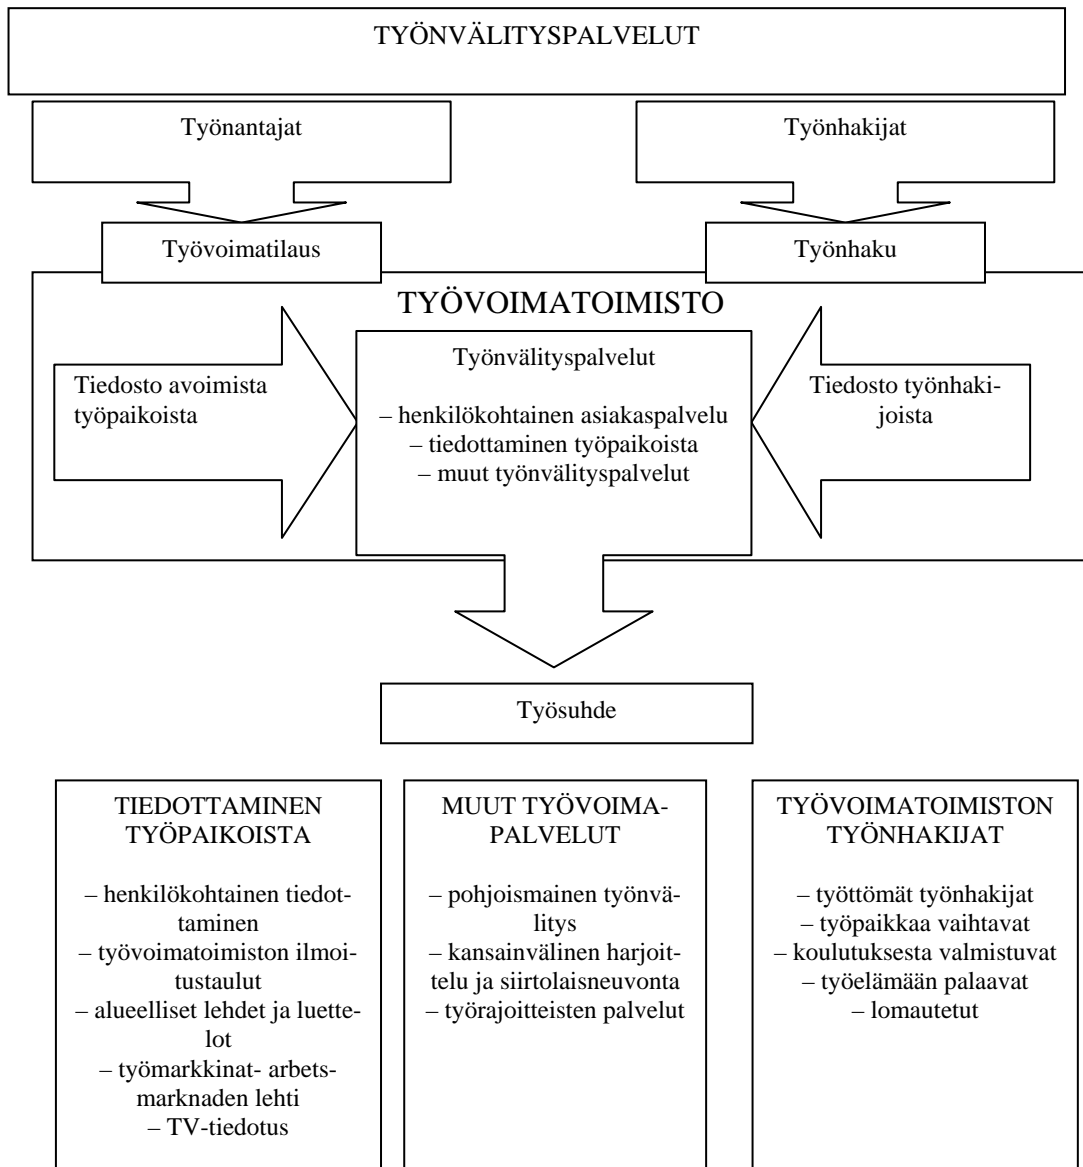 TYÖNVÄLITYSPALVELUT
Työnantajat
Työnhakijat
Työvoimatilaus
Työnhaku
TYÖVOIMATOIMISTO
Tiedosto avoimista
työpaikoista
Työnvälityspalvelut
– henkilökohtainen asiakaspalvelu
– tiedottaminen työpaikoista
– muut työnvälityspalvelut
Tiedosto työnhaki-
joista
Työsuhde
TIEDOTTAMINEN
TYÖPAIKOISTA
– henkilökohtainen tiedot-
taminen
– työvoimatoimiston ilmoi-
tustaulut
– alueelliset lehdet ja luette-
lot
– työmarkkinat- arbets-
marknaden lehti
– TV-tiedotus
MUUT TYÖVOIMA-
PALVELUT
– pohjoismainen työnvä-
litys
– kansainvälinen harjoit-
telu ja siirtolaisneuvonta
– työrajoitteisten palvelut
TYÖVOIMATOIMISTON
TYÖNHAKIJAT
– työttömät työnhakijat
– työpaikkaa vaihtavat
– koulutuksesta valmistuvat
– työelämään palaavat
– lomautetut